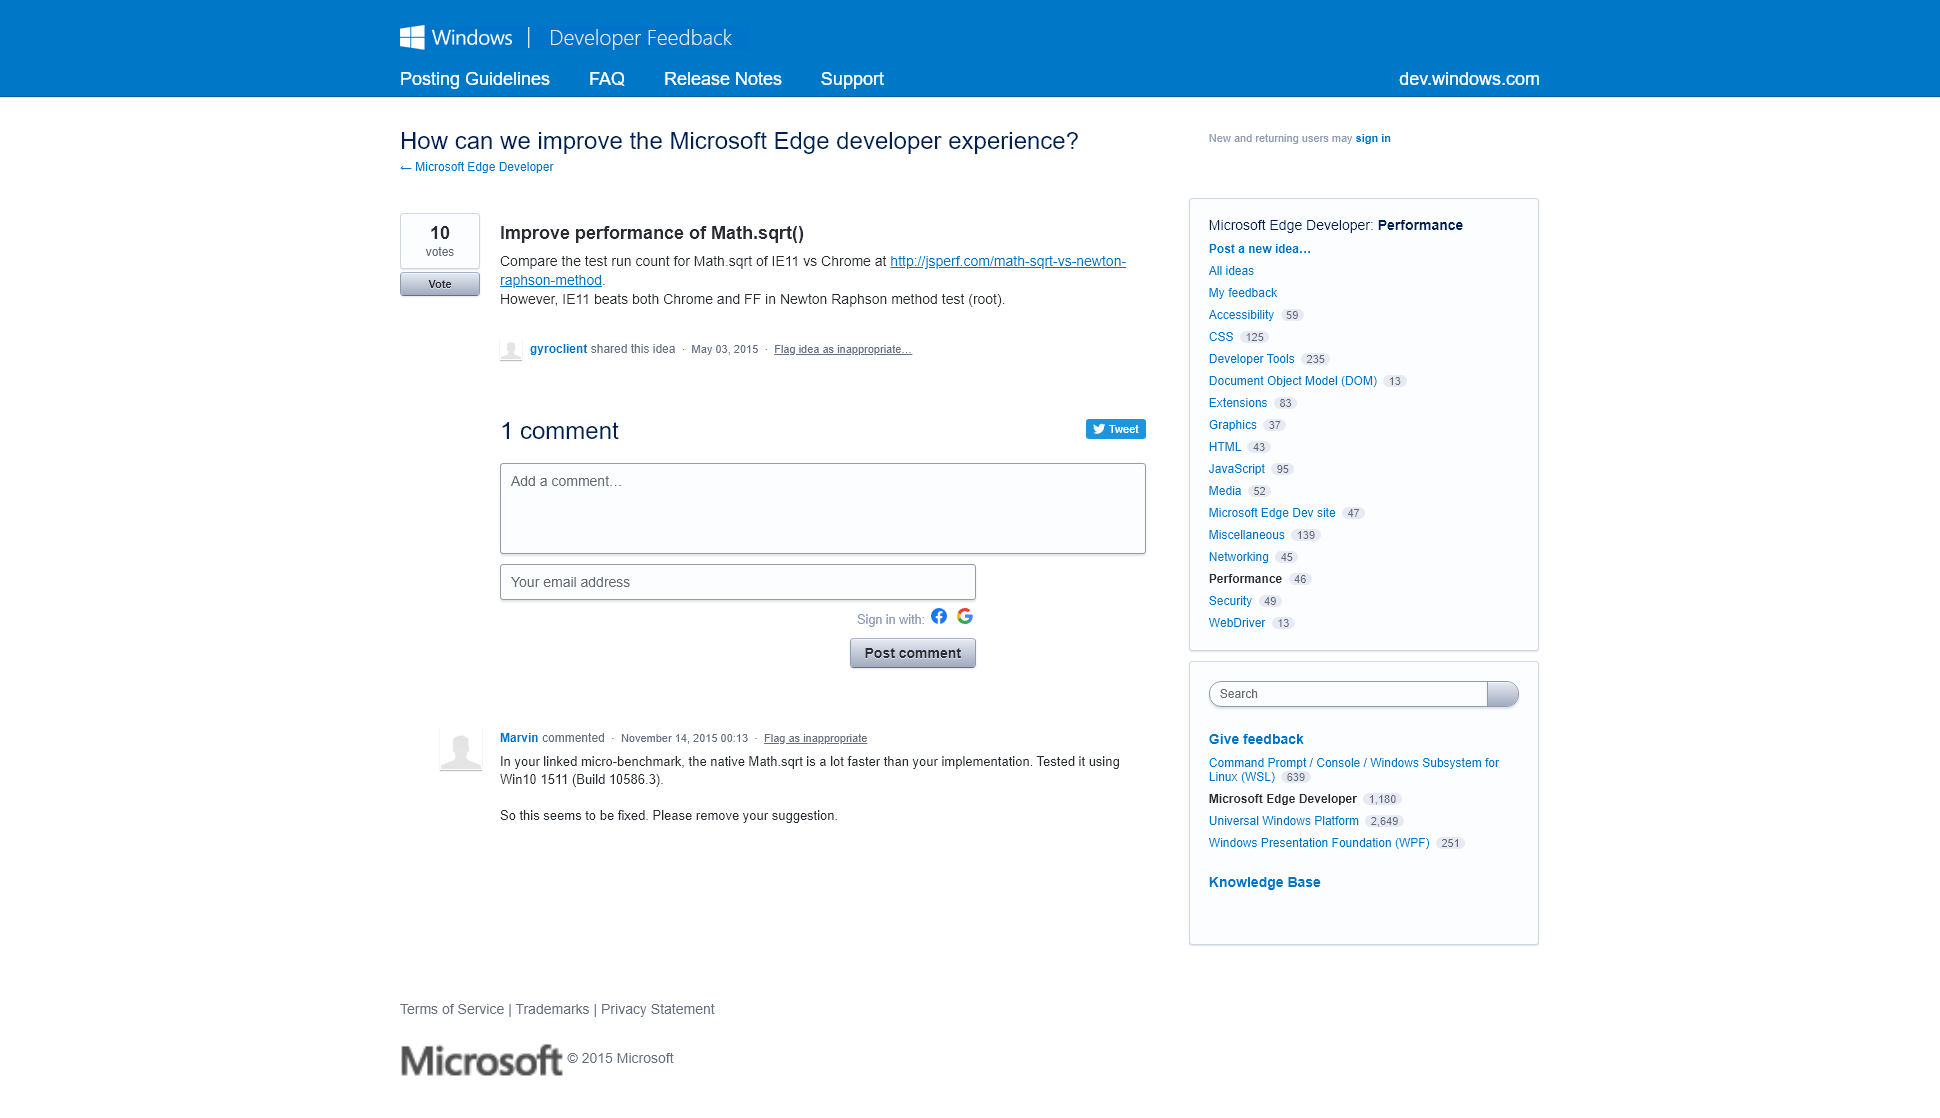 Windows | Developer Feedback
Posting Guidelines FAQ Release Notes Support dev.windows.com
How can we improve the Microsoft Edge developer experience?
← Microsoft Edge Developer
New and returning users may sign in
10
votes
Vote
Improve performance of Math.sqrt()
Compare the test run count for Math.sqrt of IE11 vs Chrome at http://jsperf.com/math-sqrt-vs-newton-
raphson-method.
However, IE11 beats both Chrome and FF in Newton Raphson method test (root).
gyroclient shared this idea · May 03, 2015 · Flag idea as inappropriate…
1 comment
Tweet
Add a comment…
Your email address
Sign in with:
Post comment
Marvin commented · November 14, 2015 00:13 · Flag as inappropriate
In your linked micro-benchmark, the native Math.sqrt is a lot faster than your implementation. Tested it using
Win10 1511 (Build 10586.3).
So this seems to be fixed. Please remove your suggestion.
Microsoft Edge Developer: Performance
Post a new idea…
All ideas
My feedback
Accessibility 59
CSS 125
Developer Tools 235
Document Object Model (DOM) 13
Extensions 83
Graphics 37
HTML 43
JavaScript 95
Media 52
Microsoft Edge Dev site 47
Miscellaneous 139
Networking 45
Performance 46
Security 49
WebDriver 13
Search
Give feedback
Command Prompt / Console / Windows Subsystem for
Linux (WSL) 639
Microsoft Edge Developer 1,180
Universal Windows Platform 2,649
Windows Presentation Foundation (WPF) 251
Knowledge Base
Terms of Service | Trademarks | Privacy Statement
Microsoft © 2015 Microsoft